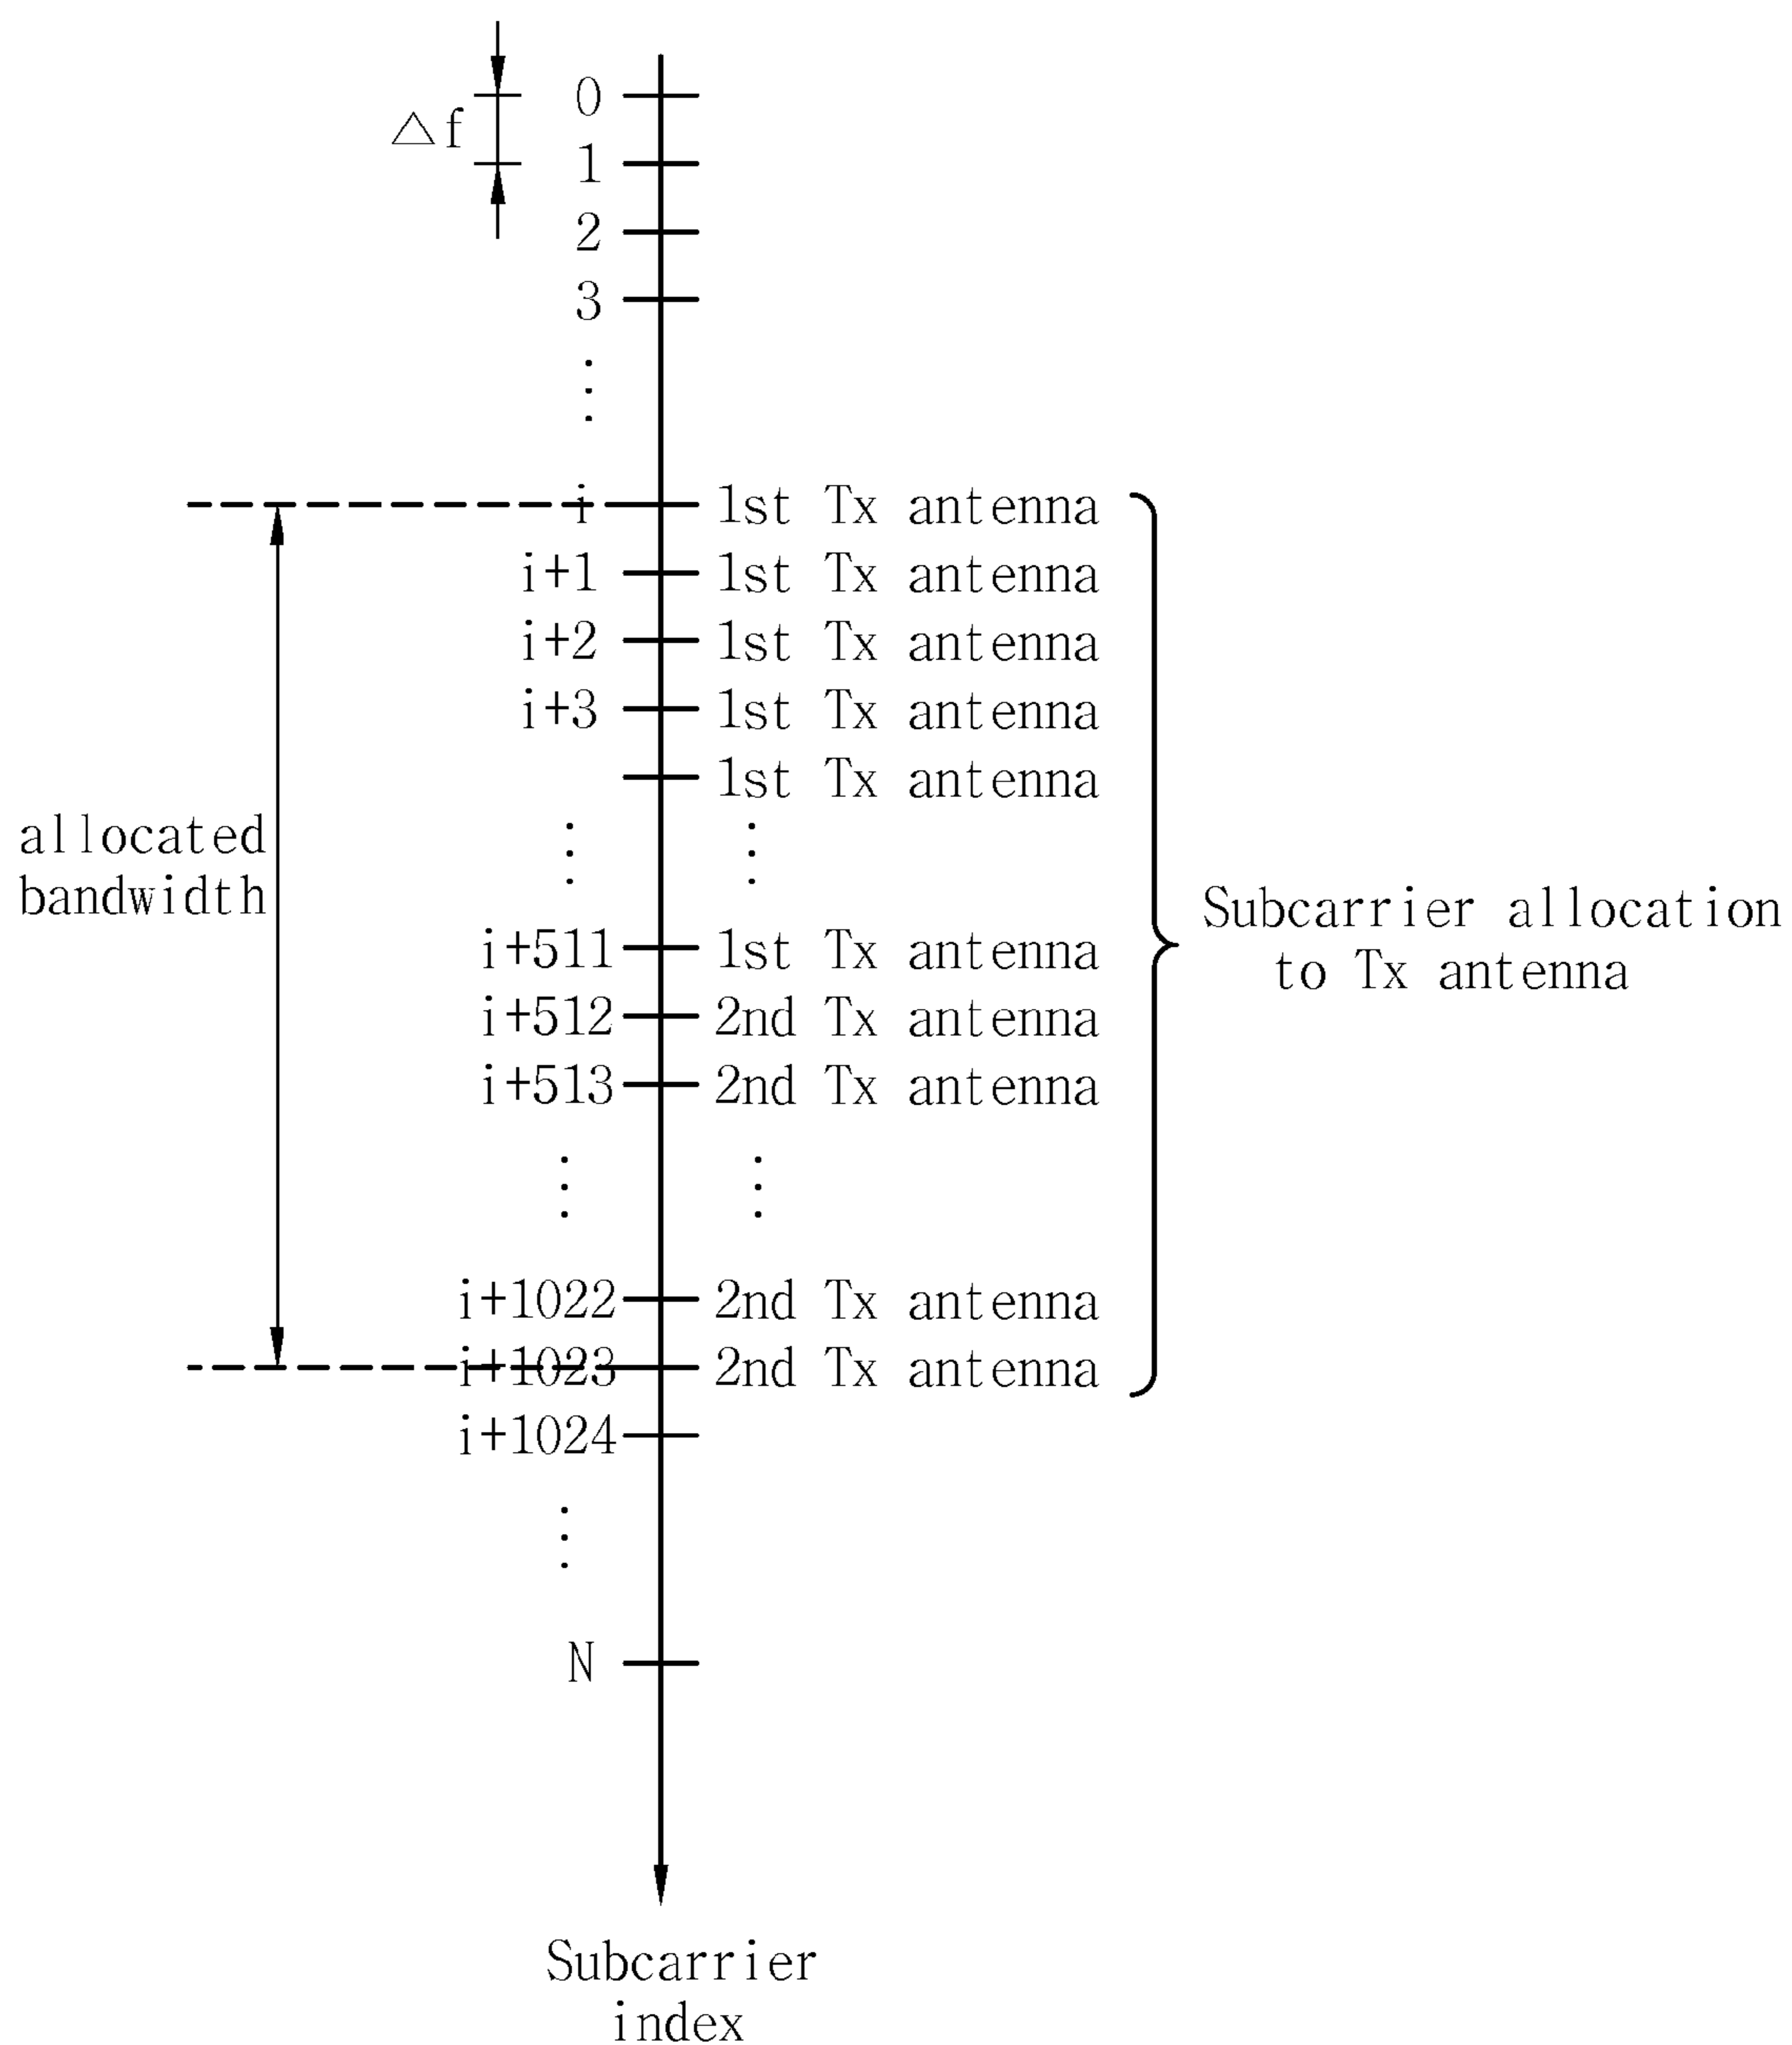 0
△f
1
2
3
⋮
i 1st Tx antenna
i+1 1st Tx antenna
i+2 1st Tx antenna
i+3 1st Tx antenna
1st Tx antenna
⋮ ⋮
allocated
bandwidth
Subcarrier allocation
to Tx antenna
i+511 1st Tx antenna
i+512 2nd Tx antenna
i+513 2nd Tx antenna
⋮ ⋮
i+1022 2nd Tx antenna
i+1023 2nd Tx antenna
i+1024
⋮
N
Subcarrier
index